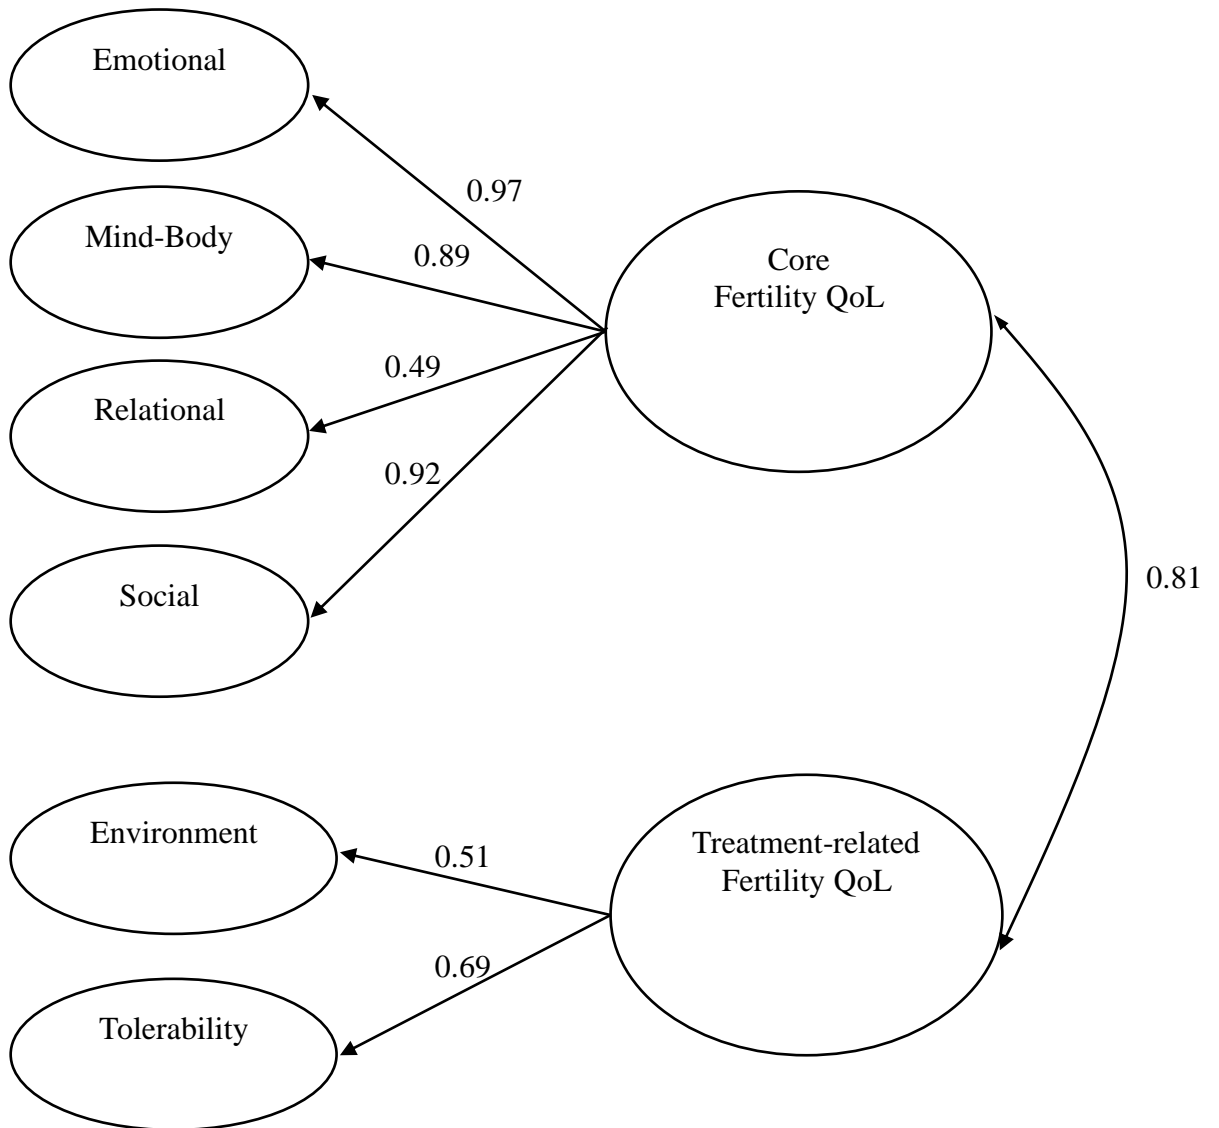 Emotional
0.97
Mind-Body
0.89
Core
Fertility QoL
0.49
Relational
0.92
Social
0.81
Environment
0.51
Treatment-related
Fertility QoL
0.69
Tolerability